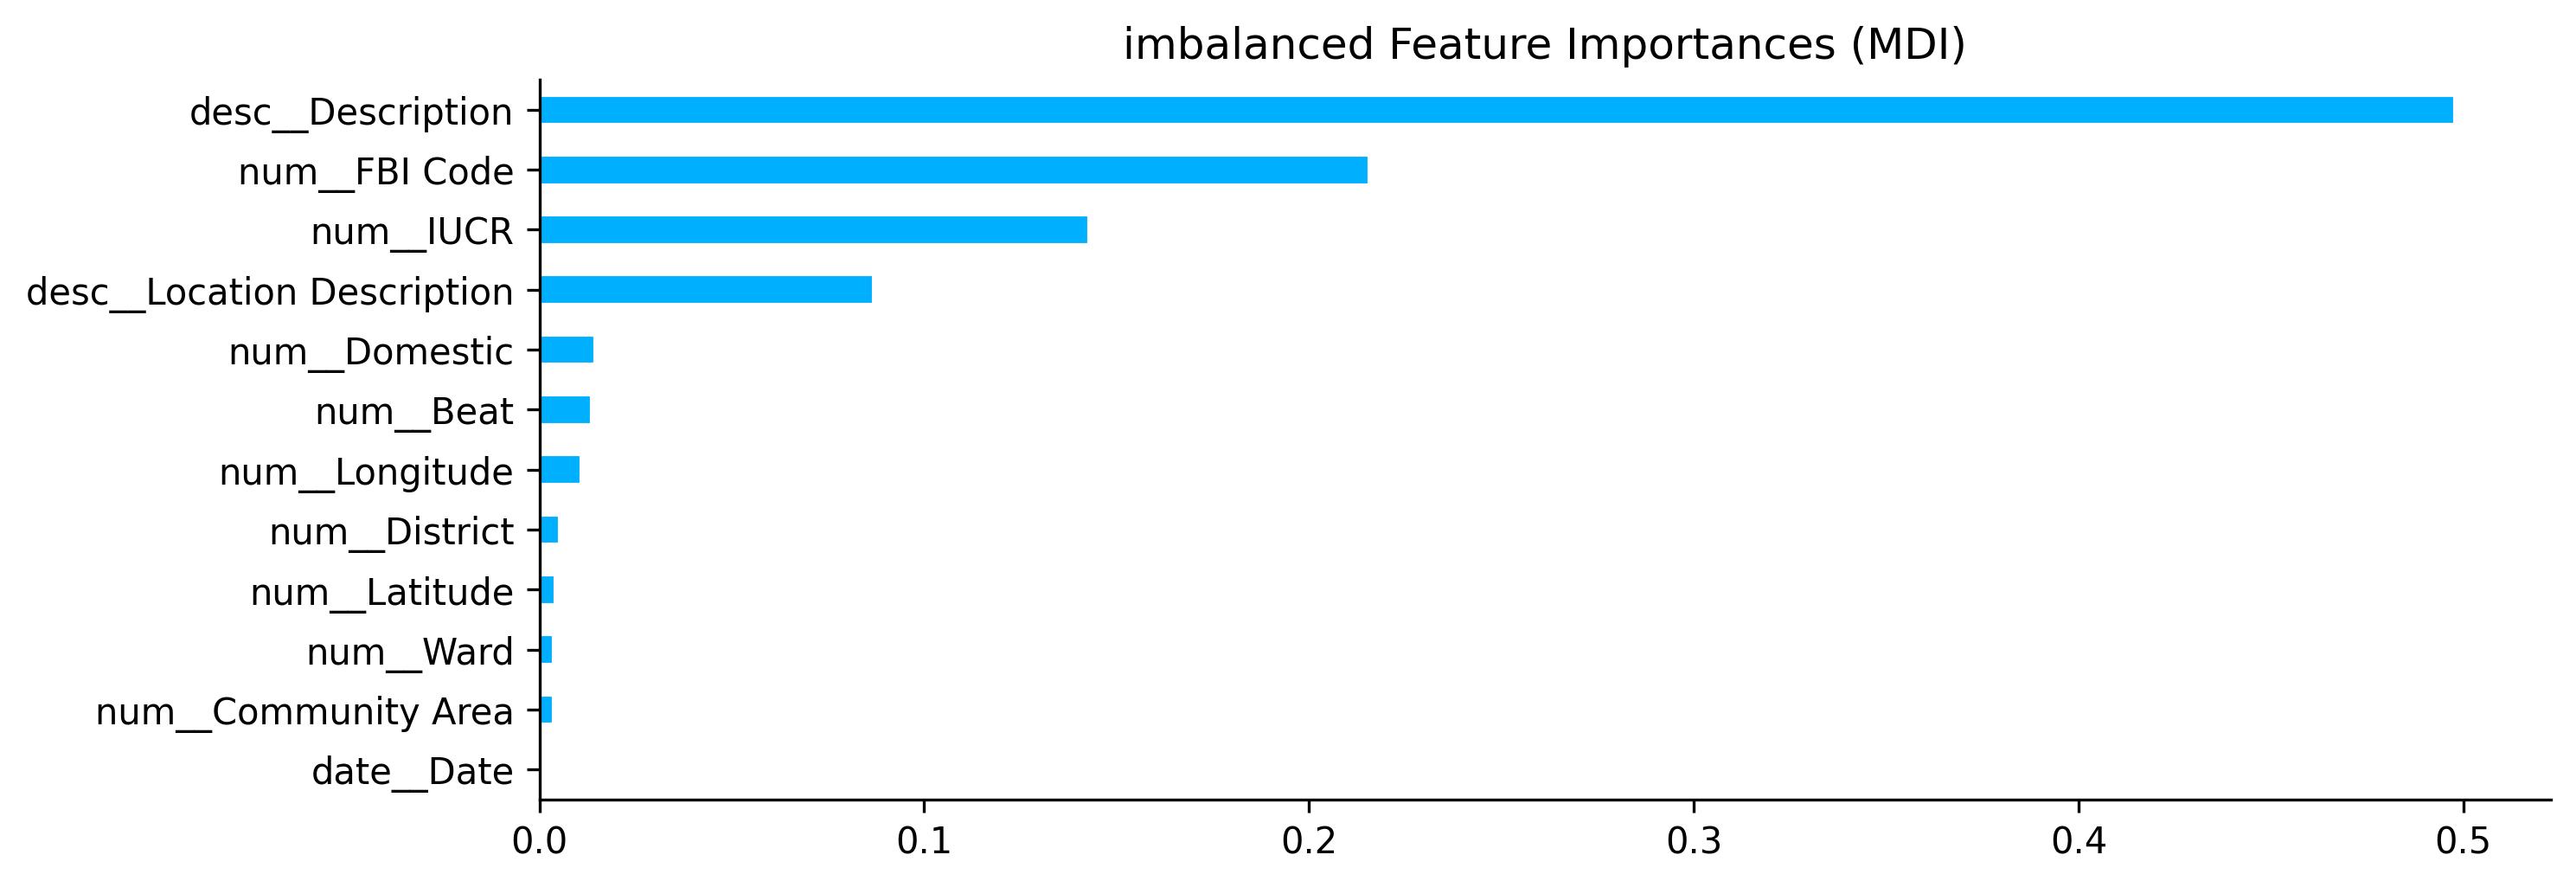 imbalanced Feature Importances (MDI)
desc__Description
num__FBI Code
num__IUCR
desc__Location Description
num__Domestic
num__Beat
num__Longitude
num__District
num__Latitude
num__Ward
num__Community Area
date__Date
0.0 0.1 0.2 0.3 0.4 0.5